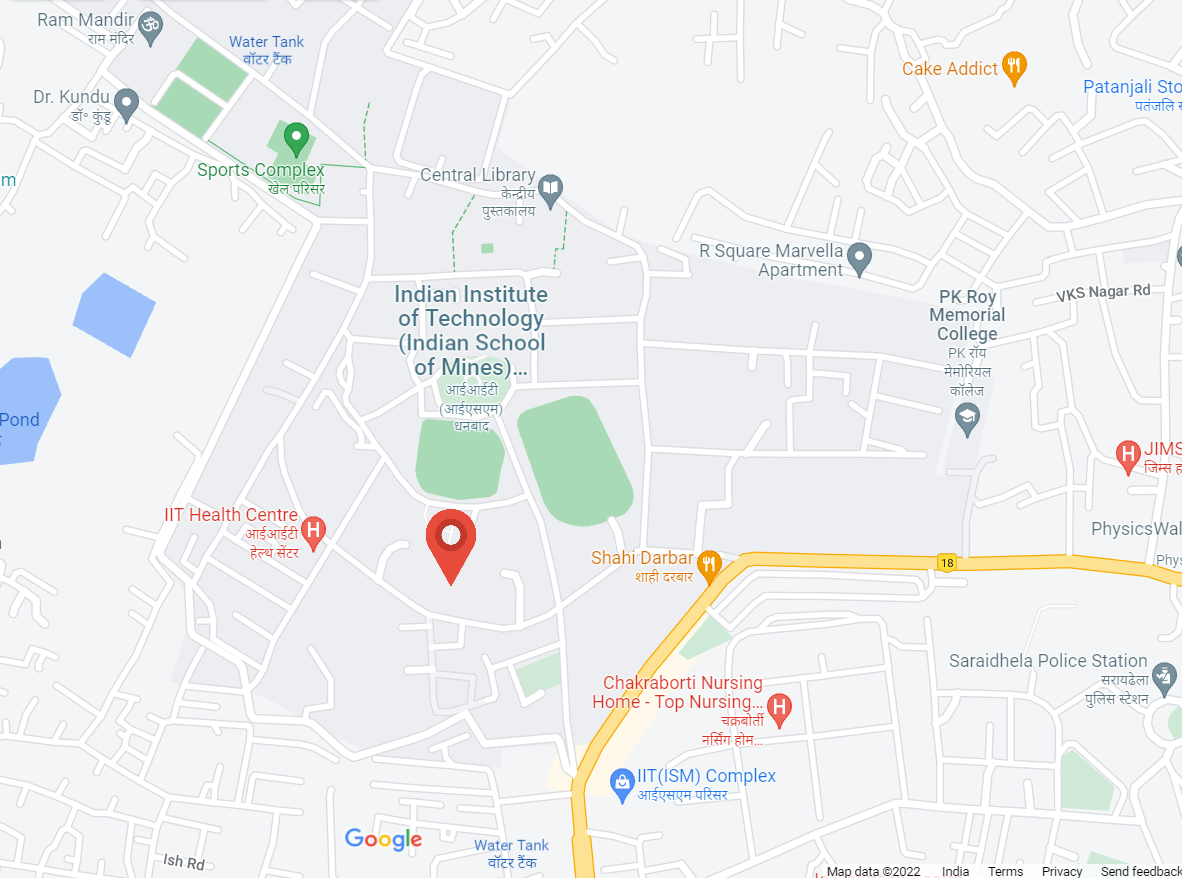 Ram Mandir
राम मंदिर
Water Tank
वॉटर टैंक
Cake Addict
Patanjali Sto
पतंजलि
Dr. Kundu
डॉ॰ कुंडू
Sports Complex
खेल परिसर
m
Central Library
केन्द्रीय
पुस्तकालय
R Square Marvella
Apartment
Indian Institute
of Technology
(Indian School
of Mines)...
आईआईटी
(आईएसएम)
धनबाद
PK Roy
Memorial
College
PK रॉय
मेमोरियल
कॉलेज
VKS Nagar Rd
Pond
H JIMS
जिम्स ह
IIT Health Centre H
आईआईटी
हेल्थ सेंटर
PhysicsWal
Phys
Shahi Darbar
शाही दरबार
18
Saraidhela Police Station
सरायढेला
पुलिस स्टेशन
Chakraborti Nursing
Home - Top Nursing... H
चक्रबोर्ती
नर्सिंग होम...
IIT(ISM) Complex
आईएसएम परिसर
Google
Water Tank
वॉटर टैंक
Ish Rd
Map data ©2022 India Terms Privacy Send feedback